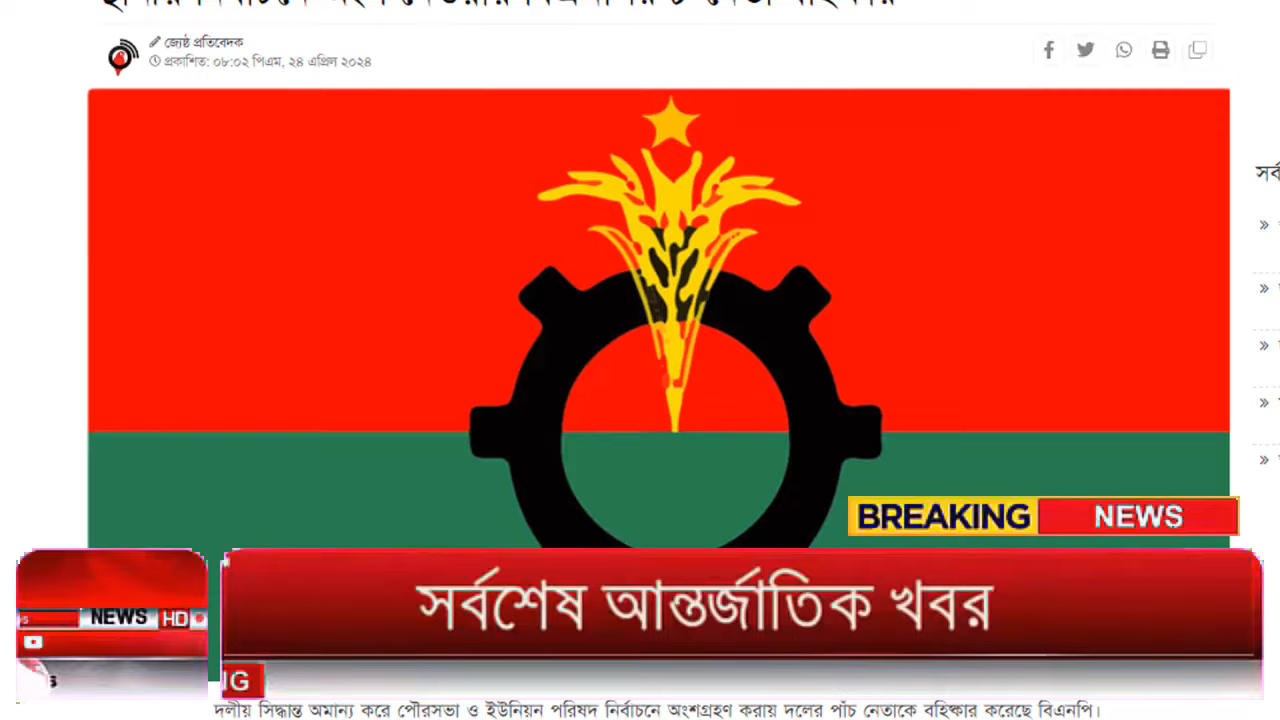 জ্যেষ্ঠ প্রতিবেদক
প্রকাশিত: ০৮:০২ পিএম, ২৪ এপ্রিল ২০২৪
BREAKING NEWS
সর্বশেষ আন্তর্জাতিক খবর
NEWS HD
দলীয় সিদ্ধান্ত অমান্য করে পৌরসভা ও ইউনিয়ন পরিষদ নির্বাচনে অংশগ্রহণ করায় দলের পাঁচ নেতাকে বহিষ্কার করেছে বিএনপি।